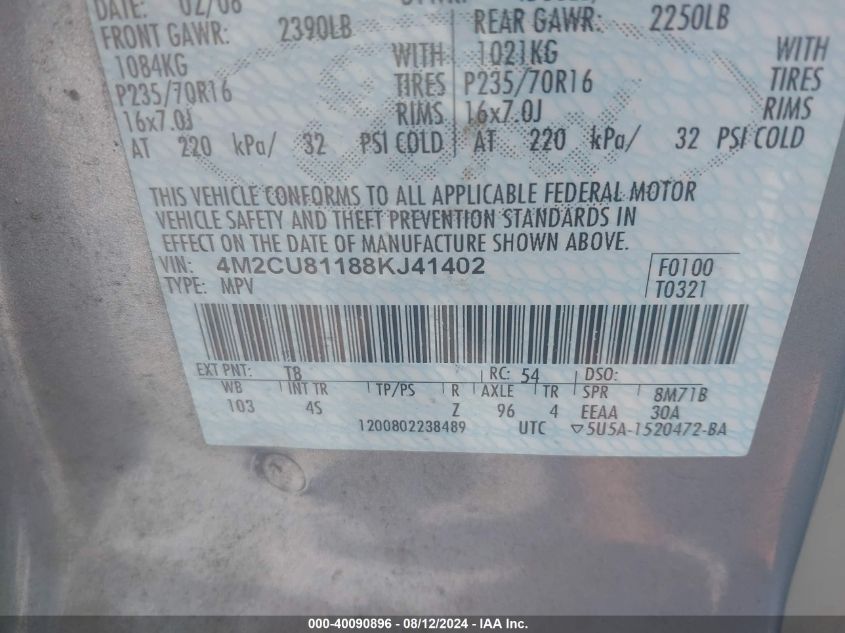 DATE: 02/08
FRONT GAWR: 2390LB
1084KG WITH
P235/70R16 TIRES
16x7.0J RIMS
AT 220 kPa/ 32 PSI COLD
REAR GAWR: 2250LB
1021KG WITH
P235/70R16 TIRES
16x7.0J RIMS
AT 220 kPa/ 32 PSI COLD
THIS VEHICLE CONFORMS TO ALL APPLICABLE FEDERAL MOTOR
VEHICLE SAFETY AND THEFT PREVENTION STANDARDS IN
EFFECT ON THE DATE OF MANUFACTURE SHOWN ABOVE.
VIN: 4M2CU81188KJ41402
TYPE: MPV
F0100
T0321
EXT PNT: TB RC: 54 DSO:
WB INT TR TP/PS R AXLE TR SPR 8M71B
103 4S Z 96 4 EEAA 30A
1200802238489 UTC ▽5U5A-1520472-BA
000-40090896 - 08/12/2024 - IAA Inc.